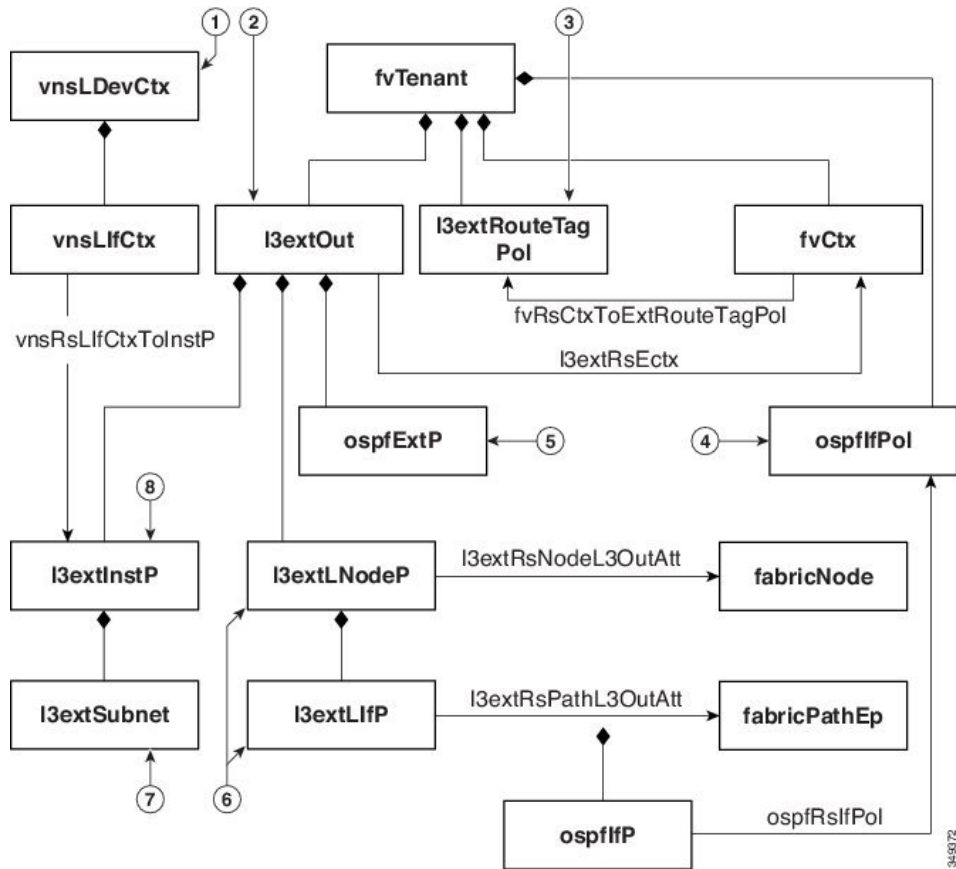 1
2
3
vnsLDevCtx
fvTenant
vnsLIfCtx
l3extOut
l3extRouteTag
Pol
fvCtx
fvRsCtxToExtRouteTagPol
vnsRsLIfCtxToInstP
l3extRsEctx
ospfExtP
5
4
ospfIfPol
8
l3extInstP
l3extLNodeP
l3extRsNodeL3OutAtt
fabricNode
l3extSubnet
l3extLIfP
l3extRsPathL3OutAtt
fabricPathEp
7
6
ospfIfP
ospfRsIfPol
349372